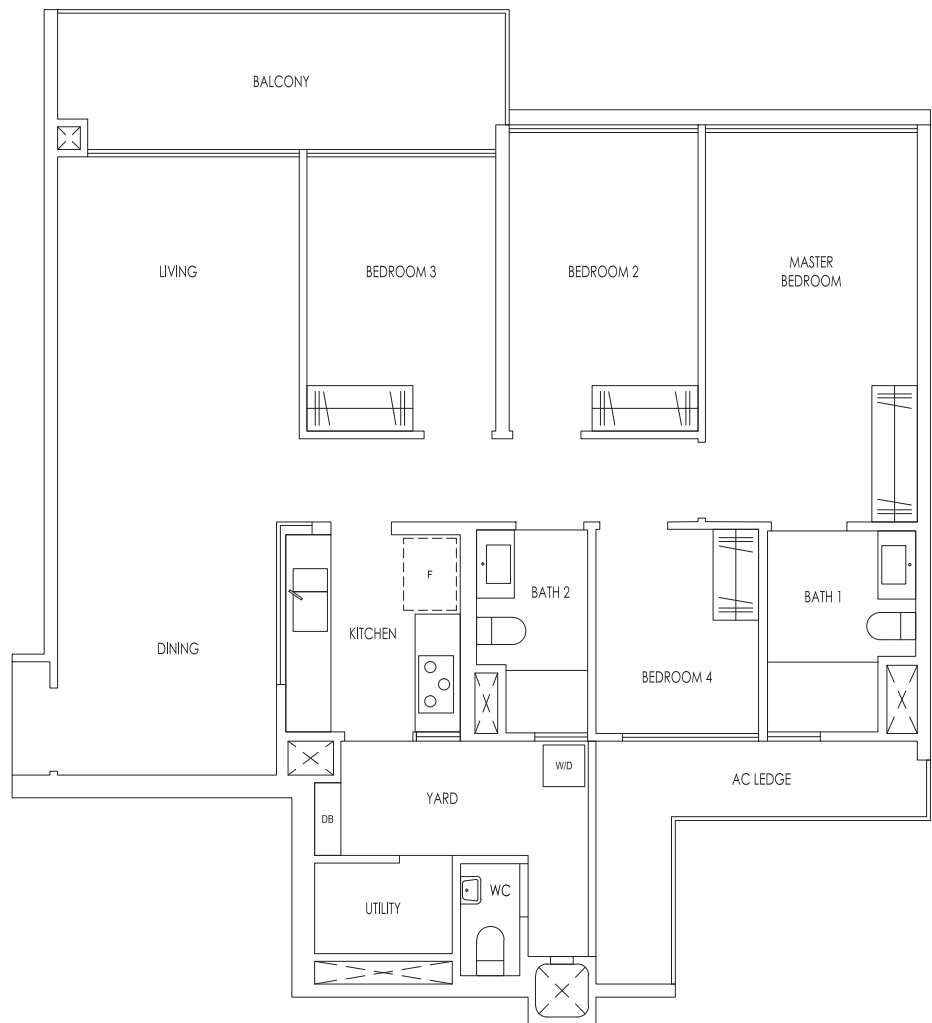 BALCONY
LIVING
BEDROOM 3
BEDROOM 2
MASTER
BEDROOM
F
BATH 2
BATH 1
KITCHEN
DINING
BEDROOM 4
W/D
AC LEDGE
YARD
DB
WC
UTILITY